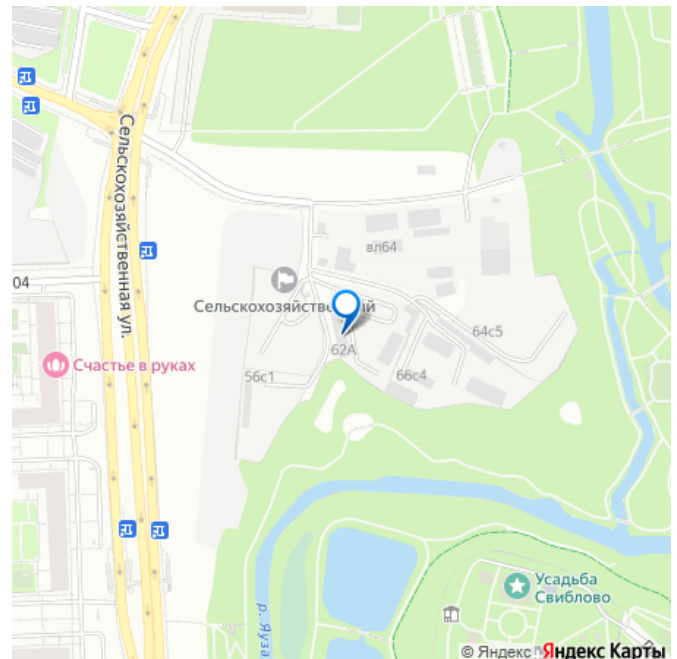 Сельскохозяйственная ул.
вл64
04
Сельскохозяйственный
64с5
62А
Счастье в руках
56с1
66с4
р. Яуза
Усадьба
Свиблово
© Яндекс Яндекс Карты